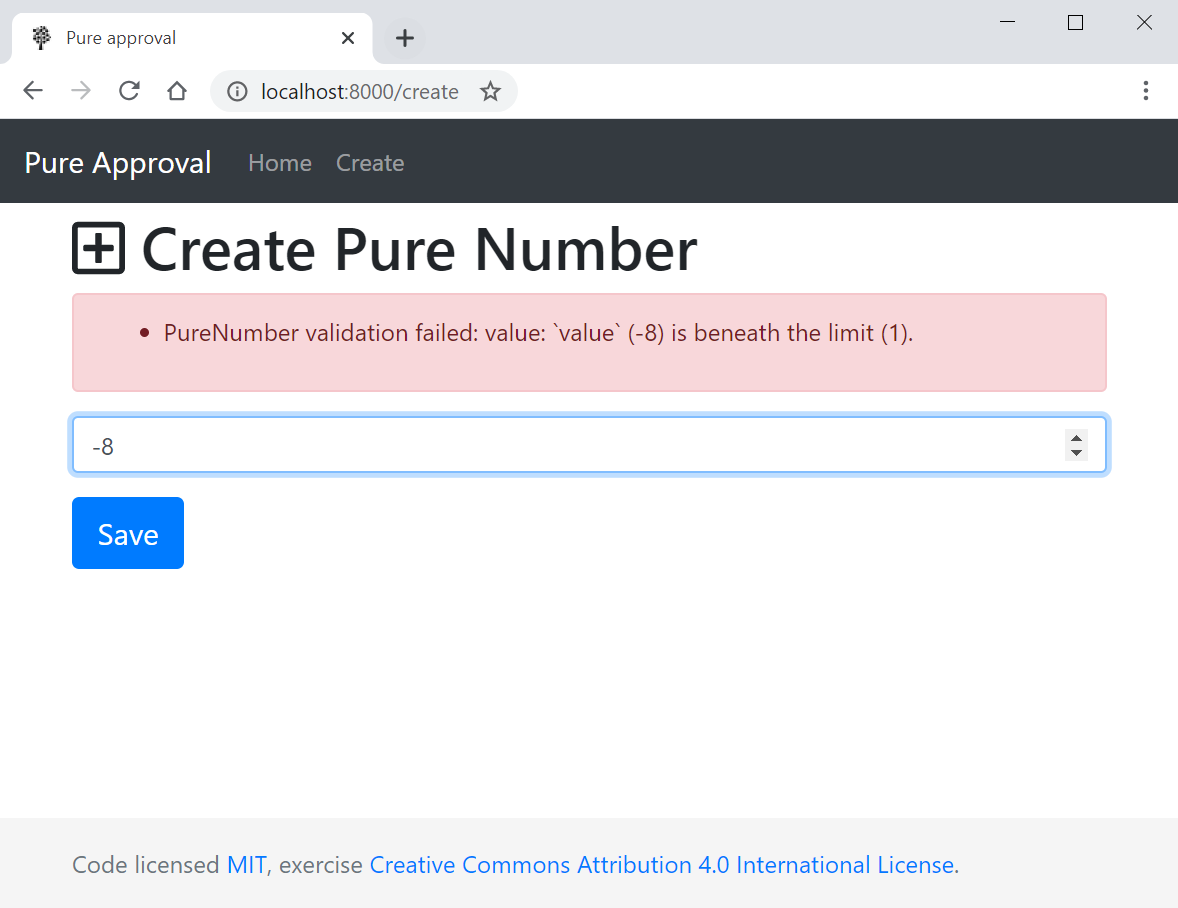 Pure approval
localhost:8000/create
Pure Approval Home Create
Create Pure Number
PureNumber validation failed: value: `value` (-8) is beneath the limit (1).
-8
Save
Code licensed MIT, exercise Creative Commons Attribution 4.0 International License.